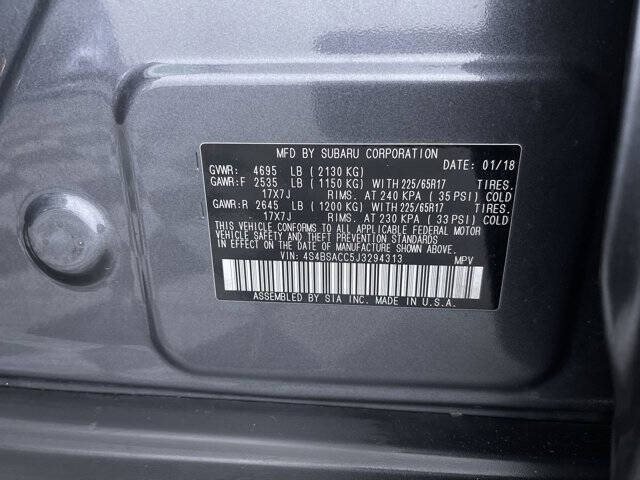 MFD BY SUBARU CORPORATION
DATE: 01/18
GVWR: 4695 LB (2130 KG)
GAWR:F 2535 LB (1150 KG) WITH 225/65R17 TIRES.
17X7J RIMS. AT 240 KPA (35 PSI) COLD
GAWR:R 2645 LB (1200 KG) WITH 225/65R17 TIRES.
17X7J RIMS. AT 230 KPA (33 PSI) COLD
THIS VEHICLE CONFORMS TO ALL APPLICABLE FEDERAL MOTOR
VEHICLE SAFETY AND THEFT PREVENTION STANDARDS IN EFFECT
ON THE DATE OF MANUFACTURE SHOWN ABOVE.
VIN: 4S4BSACC5J3294313 MPV
ASSEMBLED BY SIA INC. MADE IN U.S.A.